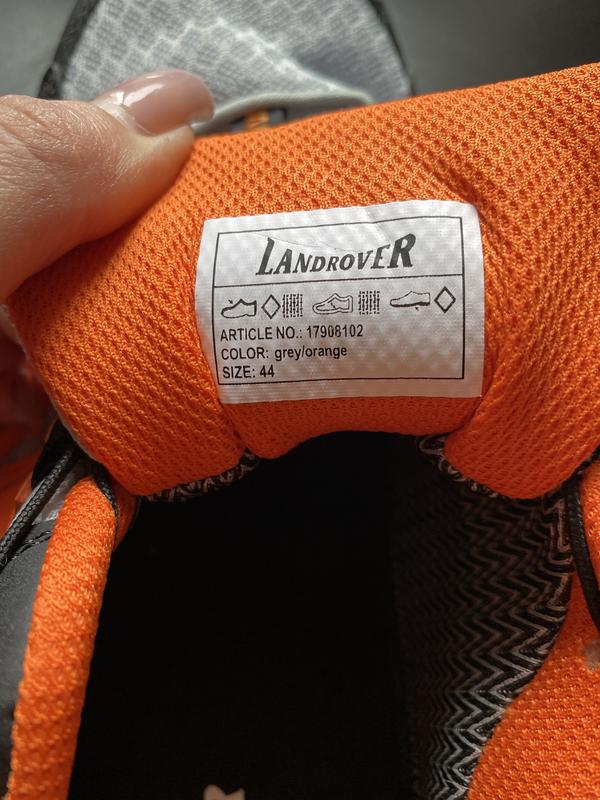 LANDROVER
ARTICLE NO.: 17908102
COLOR: grey/orange
SIZE: 44